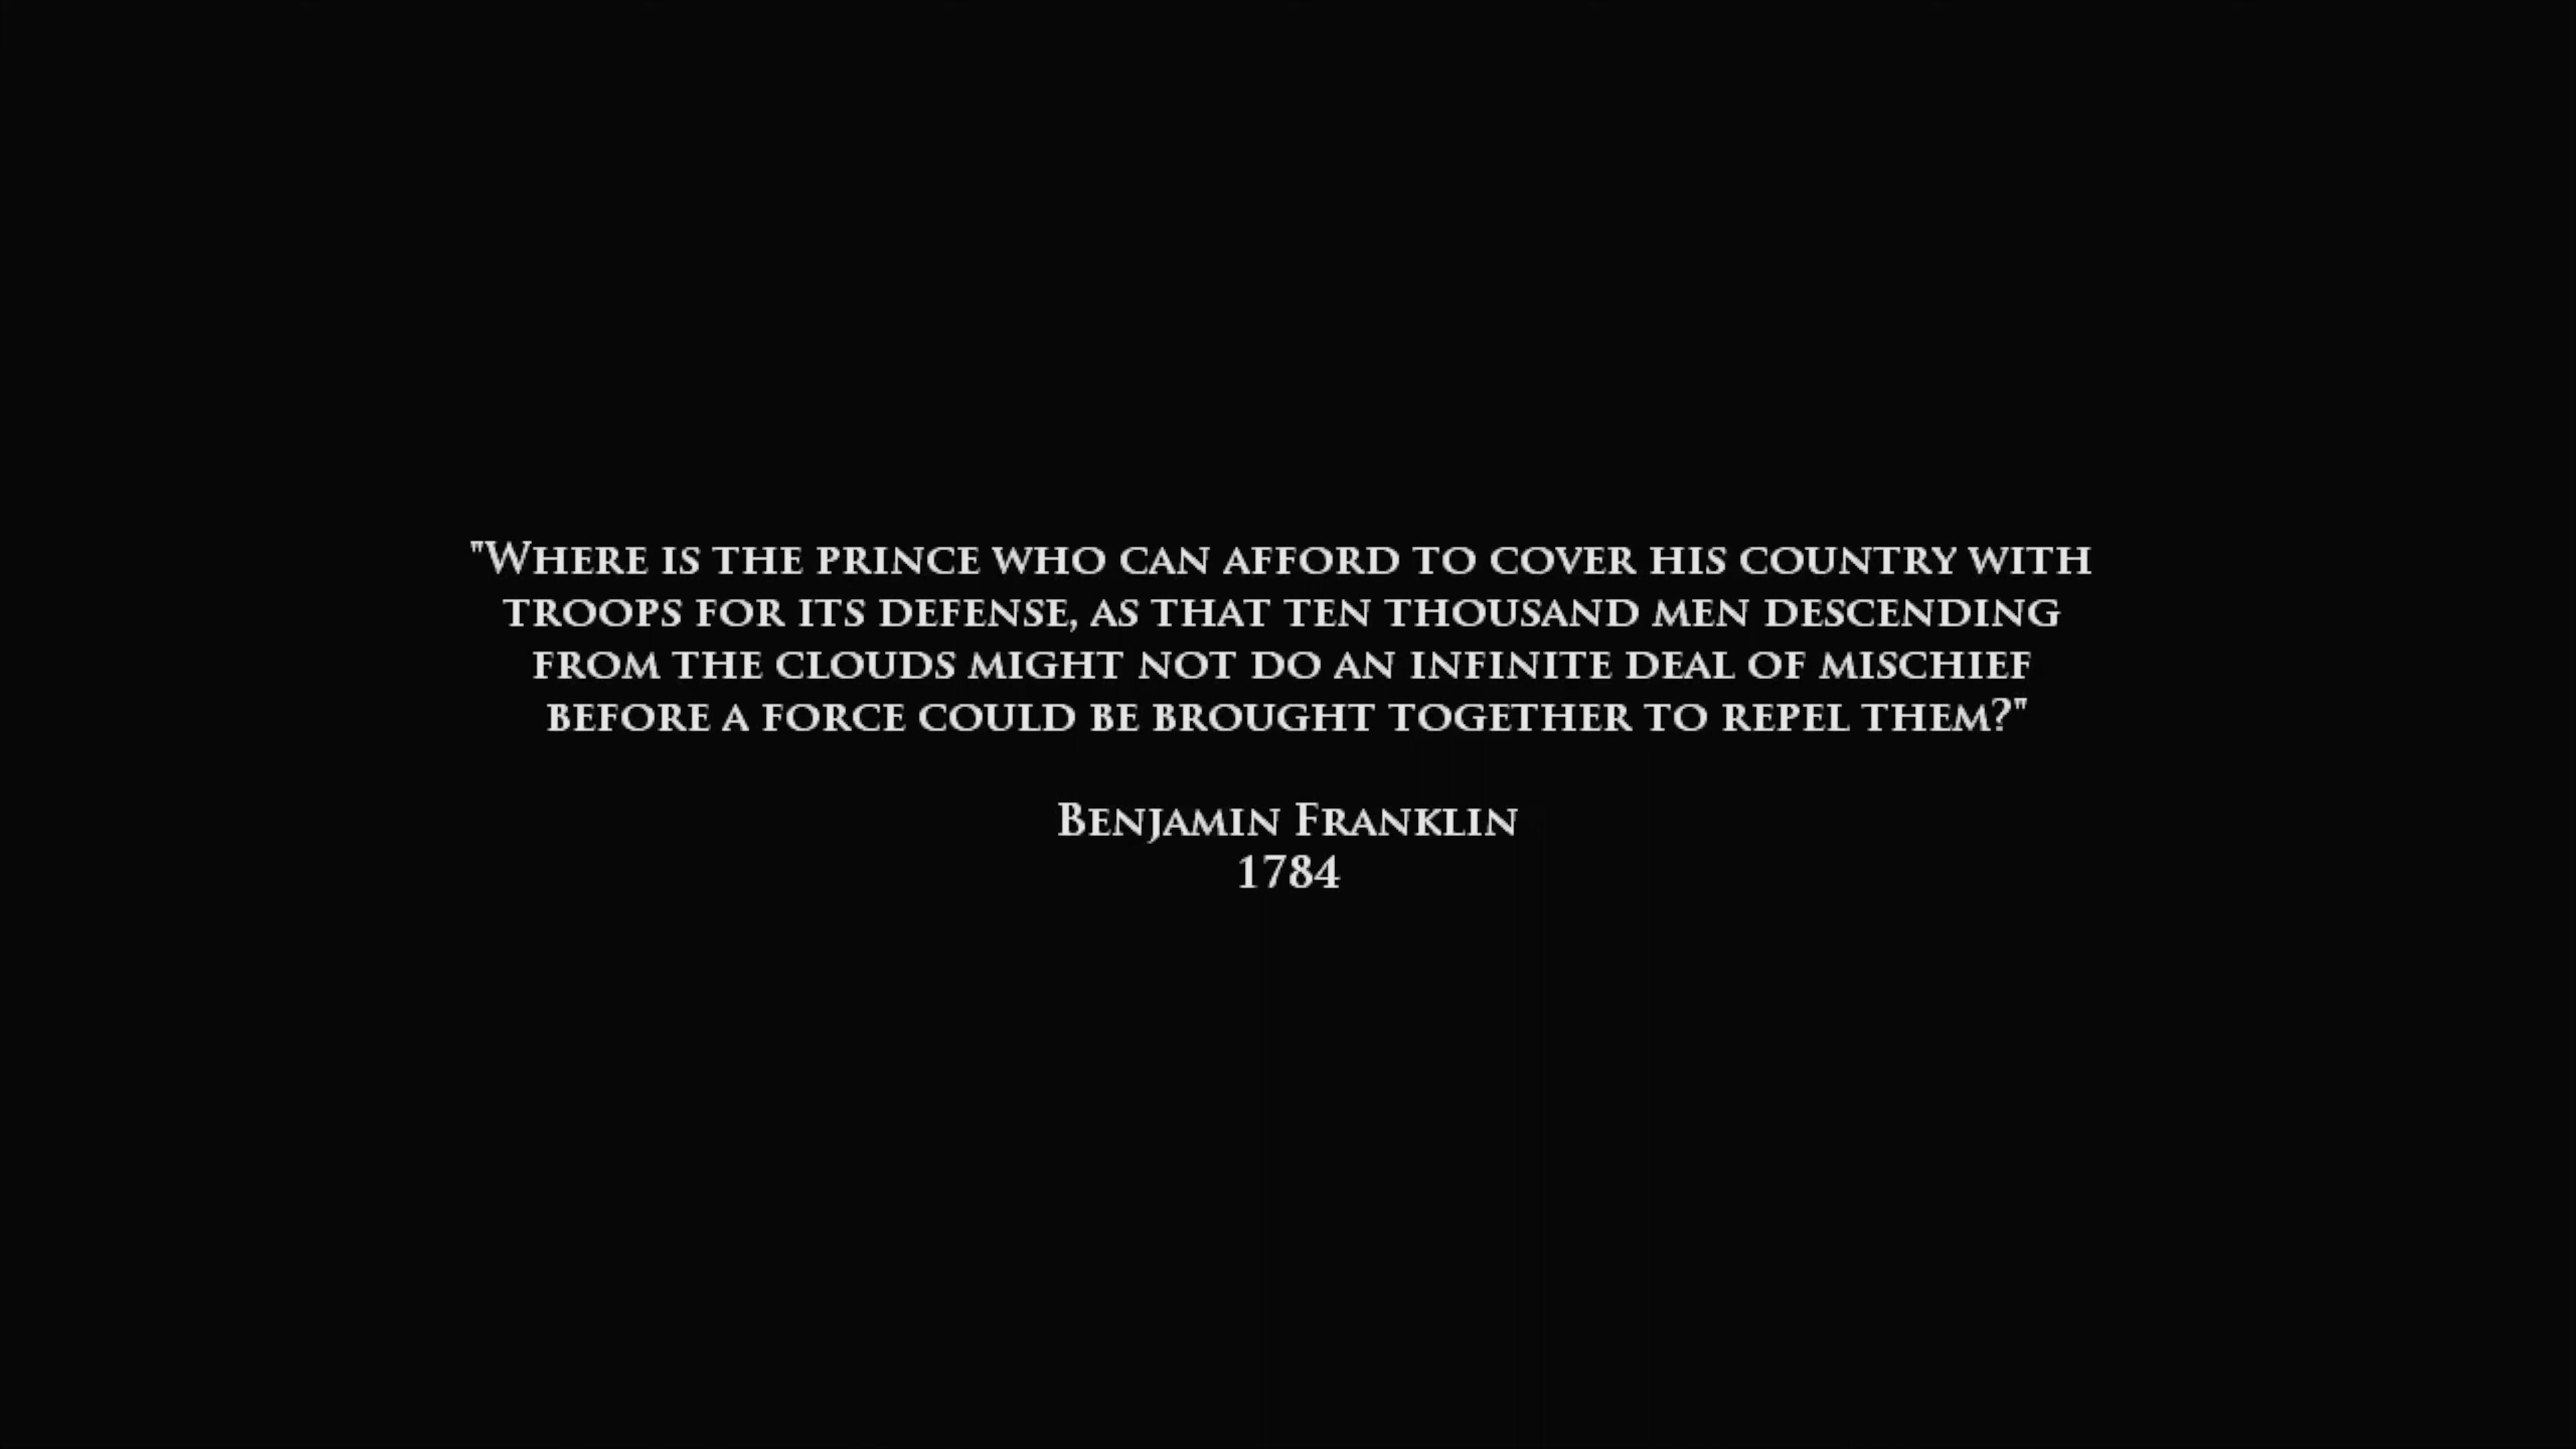 "Where is the prince who can afford to cover his country with
troops for its defense, as that ten thousand men descending
from the clouds might not do an infinite deal of mischief
before a force could be brought together to repel them?"
Benjamin Franklin
1784